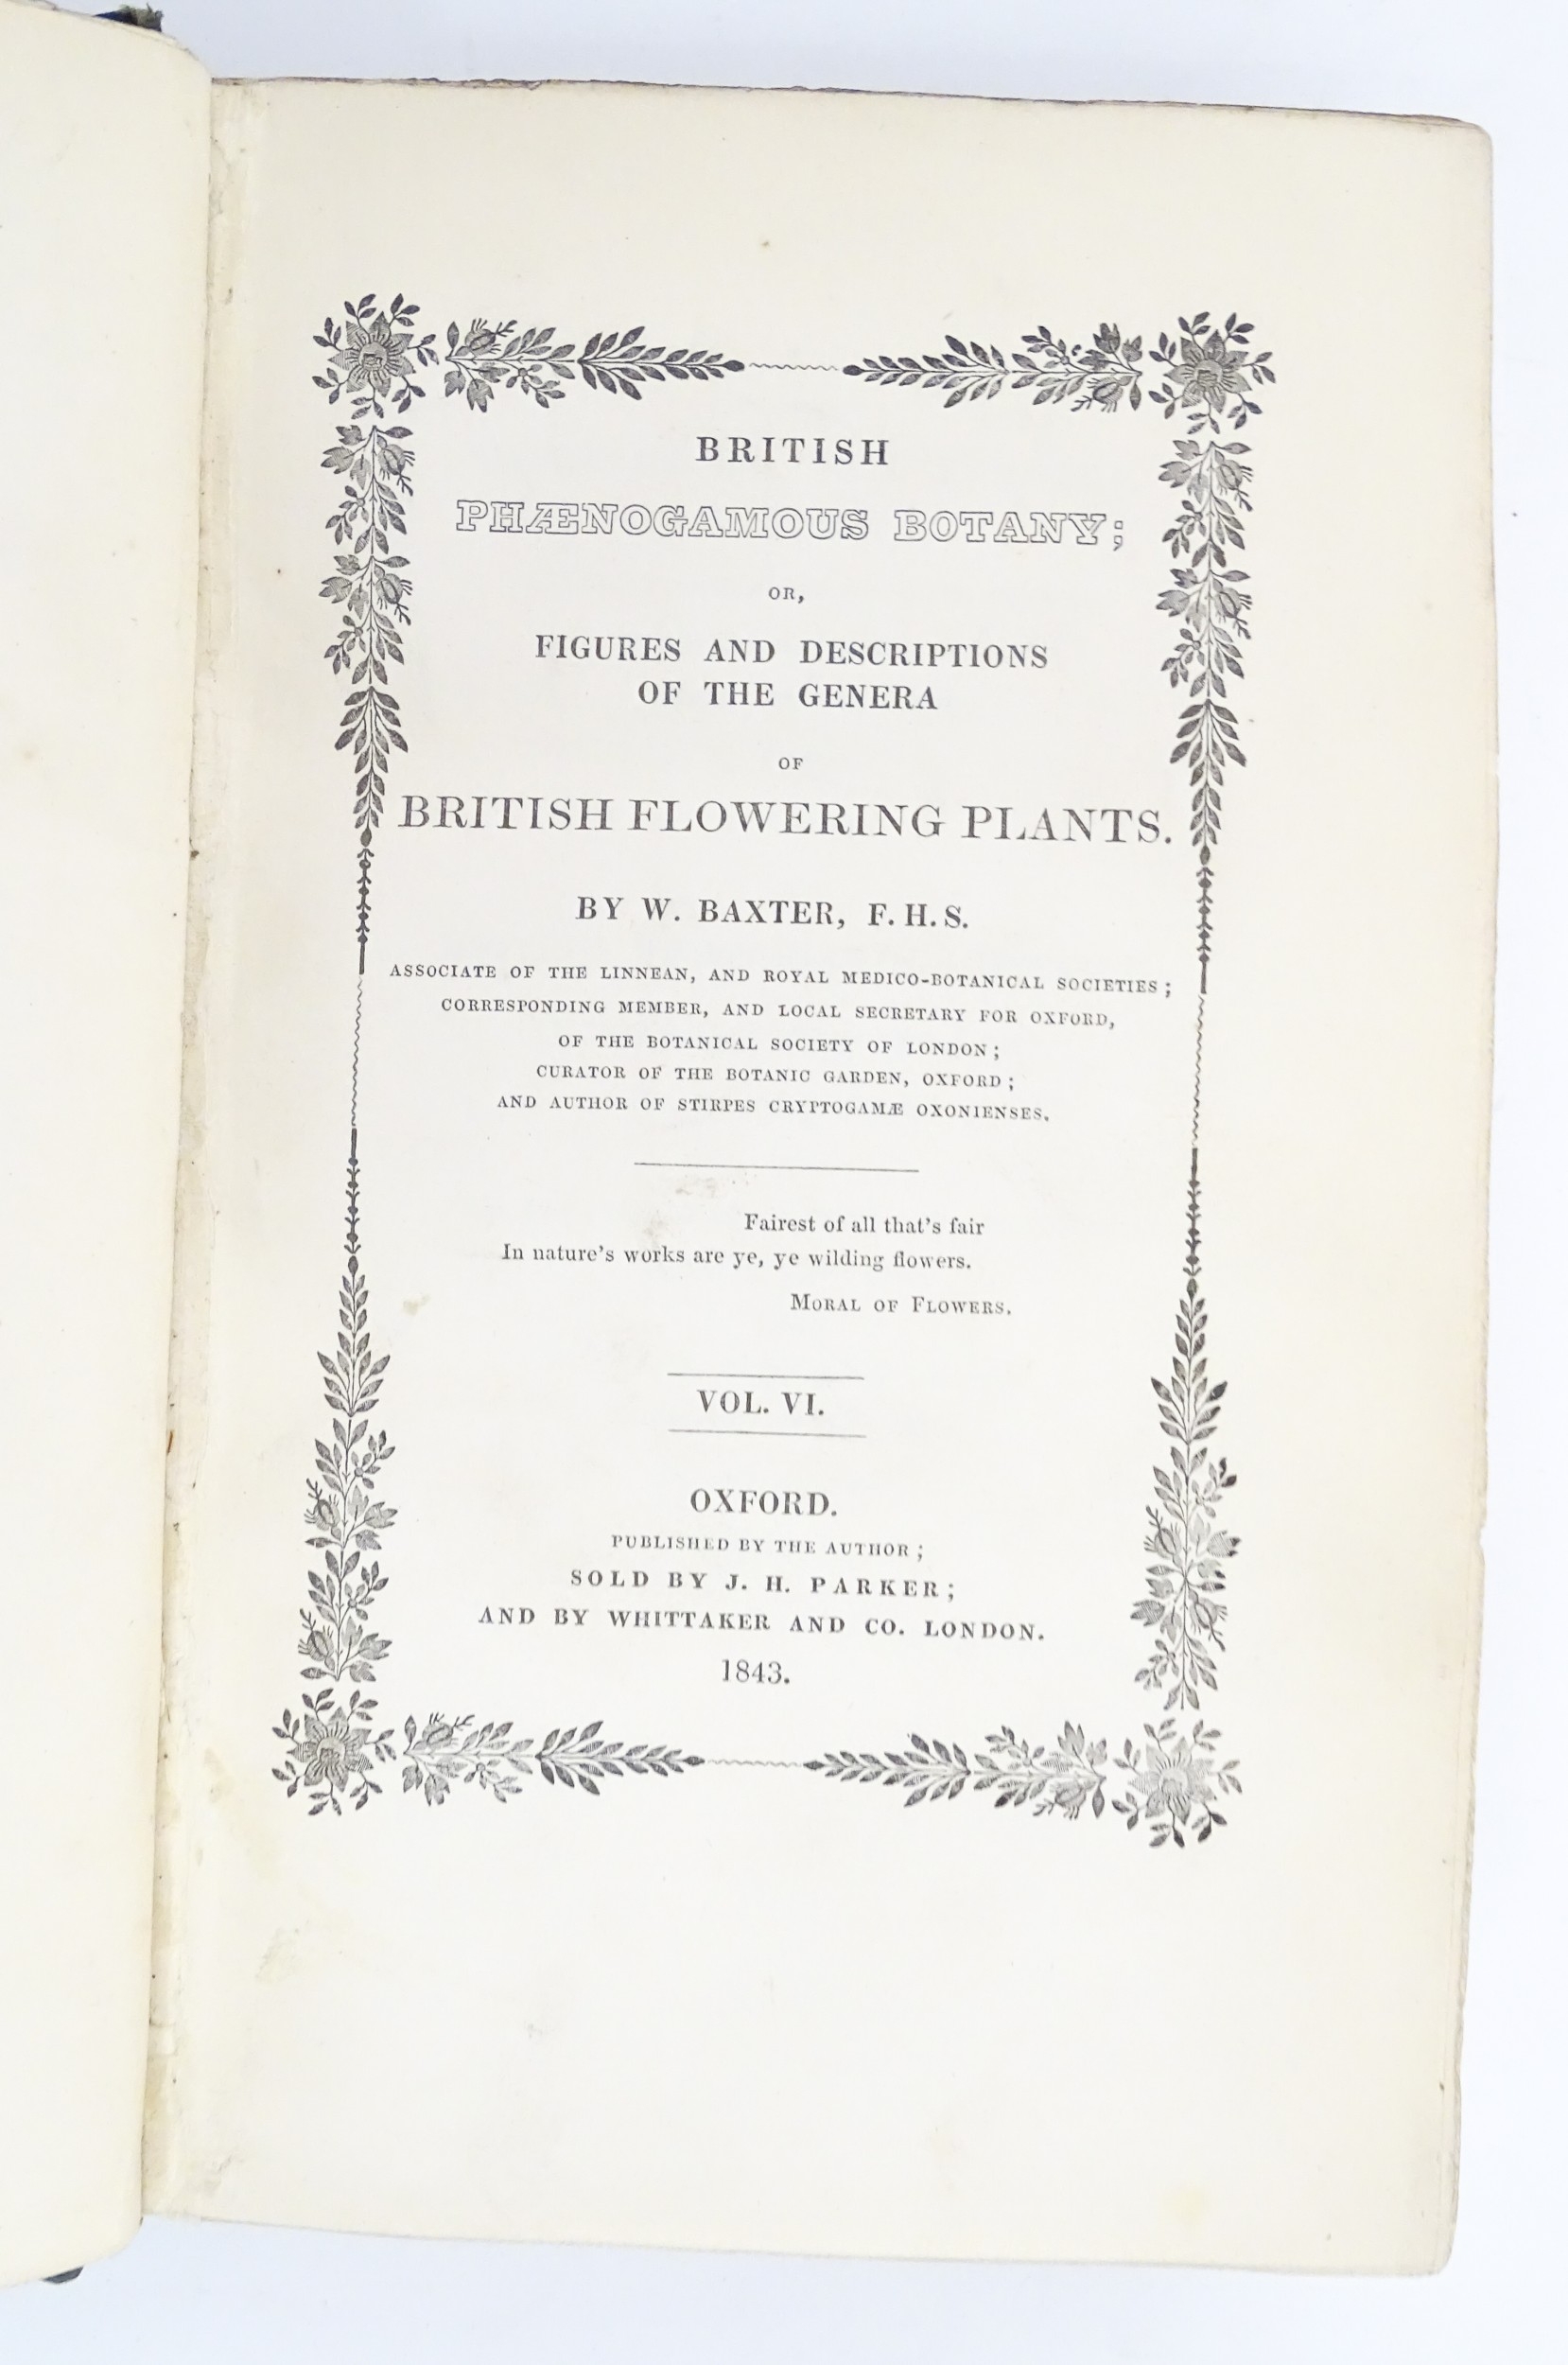 BRITISH
PHÆNOGAMOUS BOTANY;
OR,
FIGURES AND DESCRIPTIONS
OF THE GENERA
OF
BRITISH FLOWERING PLANTS.
BY W. BAXTER, F. H. S.
ASSOCIATE OF THE LINNEAN, AND ROYAL MEDICO-BOTANICAL SOCIETIES;
CORRESPONDING MEMBER, AND LOCAL SECRETARY FOR OXFORD,
OF THE BOTANICAL SOCIETY OF LONDON;
CURATOR OF THE BOTANIC GARDEN, OXFORD;
AND AUTHOR OF STIRPES CRYPTOGAMÆ OXONIENSES.
Fairest of all that's fair
In nature's works are ye, ye wilding flowers.
MORAL OF FLOWERS.
VOL. VI.
OXFORD.
PUBLISHED BY THE AUTHOR;
SOLD BY J. H. PARKER;
AND BY WHITTAKER AND CO. LONDON.
1843.